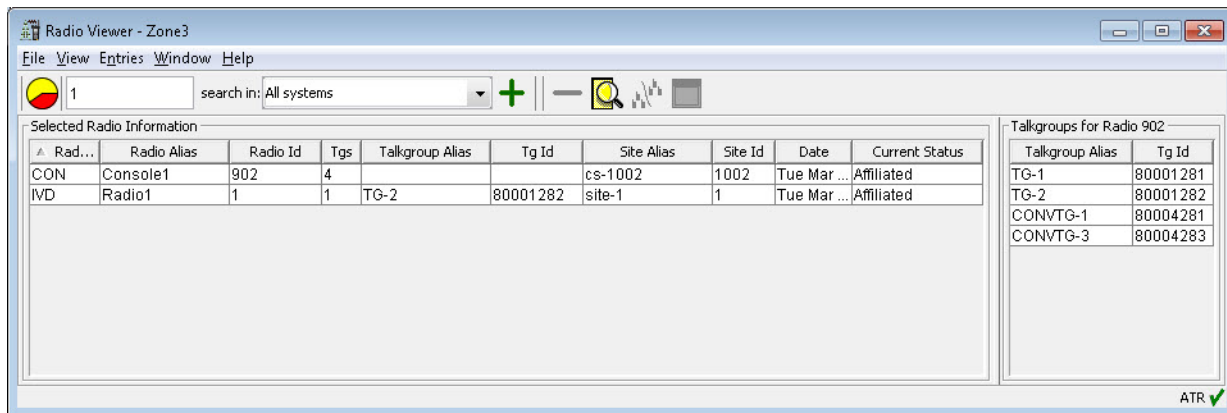 Radio Viewer - Zone3
File View Entries Window Help
1 search in: All systems
Selected Radio Information
Rad... Radio Alias Radio Id Tgs Talkgroup Alias Tg Id Site Alias Site Id Date Current Status
CON Console1 902 4 cs-1002 1002 Tue Mar ... Affiliated
IVD Radio1 1 1 TG-2 80001282 site-1 1 Tue Mar ... Affiliated
Talkgroups for Radio 902
Talkgroup Alias Tg Id
TG-1 80001281
TG-2 80001282
CONVTG-1 80004281
CONVTG-3 80004283
ATR